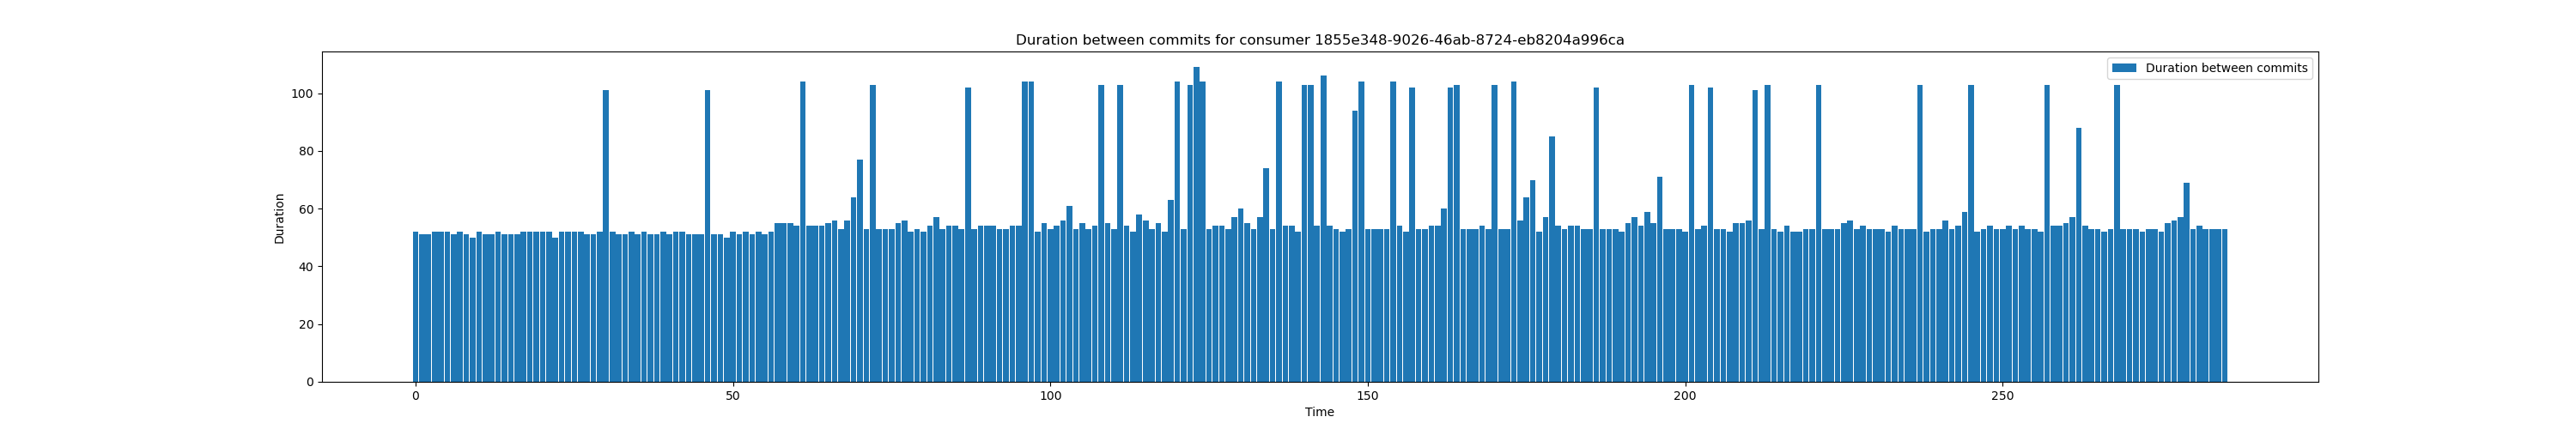 Duration between commits for consumer 1855e348-9026-46ab-8724-eb8204a996ca
Duration between commits
100
80
60
40
20
0
Duration
0 50 100 150 200 250
Time